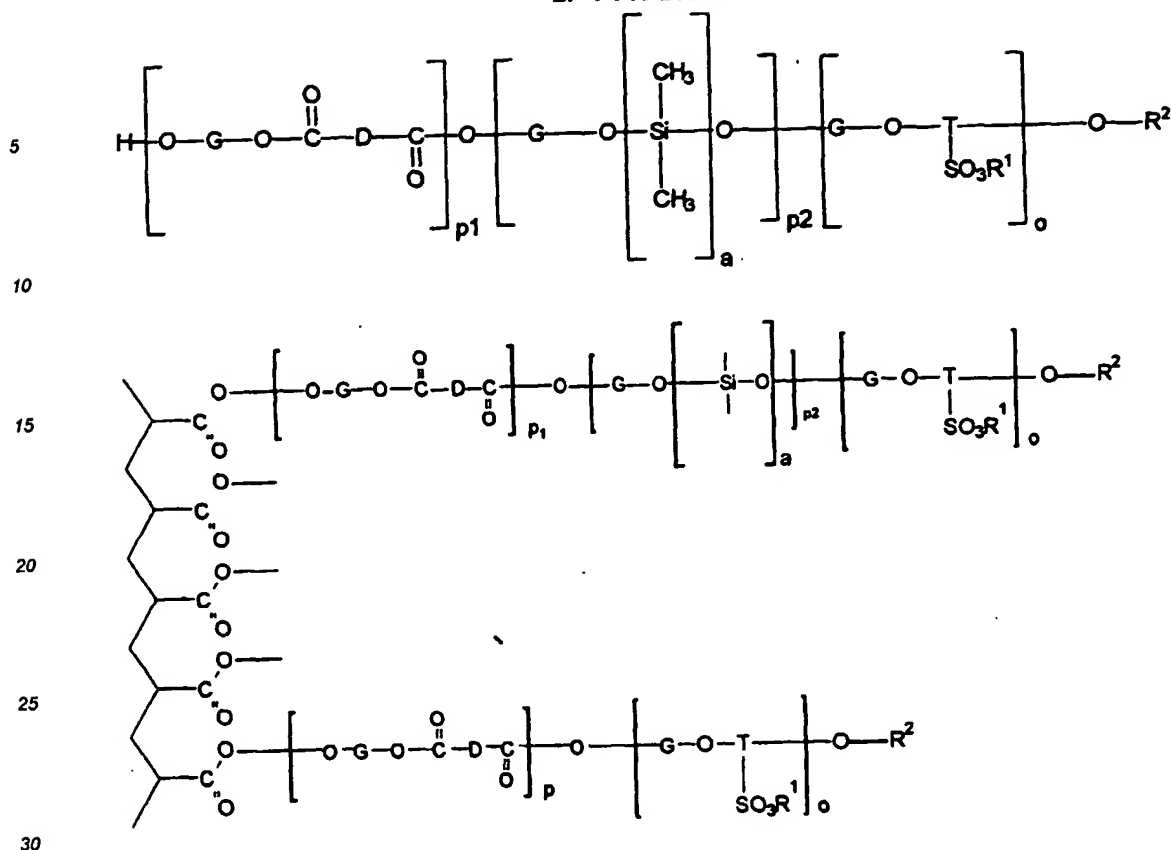 O CH3
5 H O G O C D C O G O Si O G O T O R2
O CH3 SO3R1
p1 a p2 o
10
O O
15 C O O G O C D C O G O Si O G O T O R2
O p1 a p2 SO3R1 o
O
C O
20 O
C O
O
25 C O O
O O G O C D C O G O T O R2
C O O p SO3R1 o
30